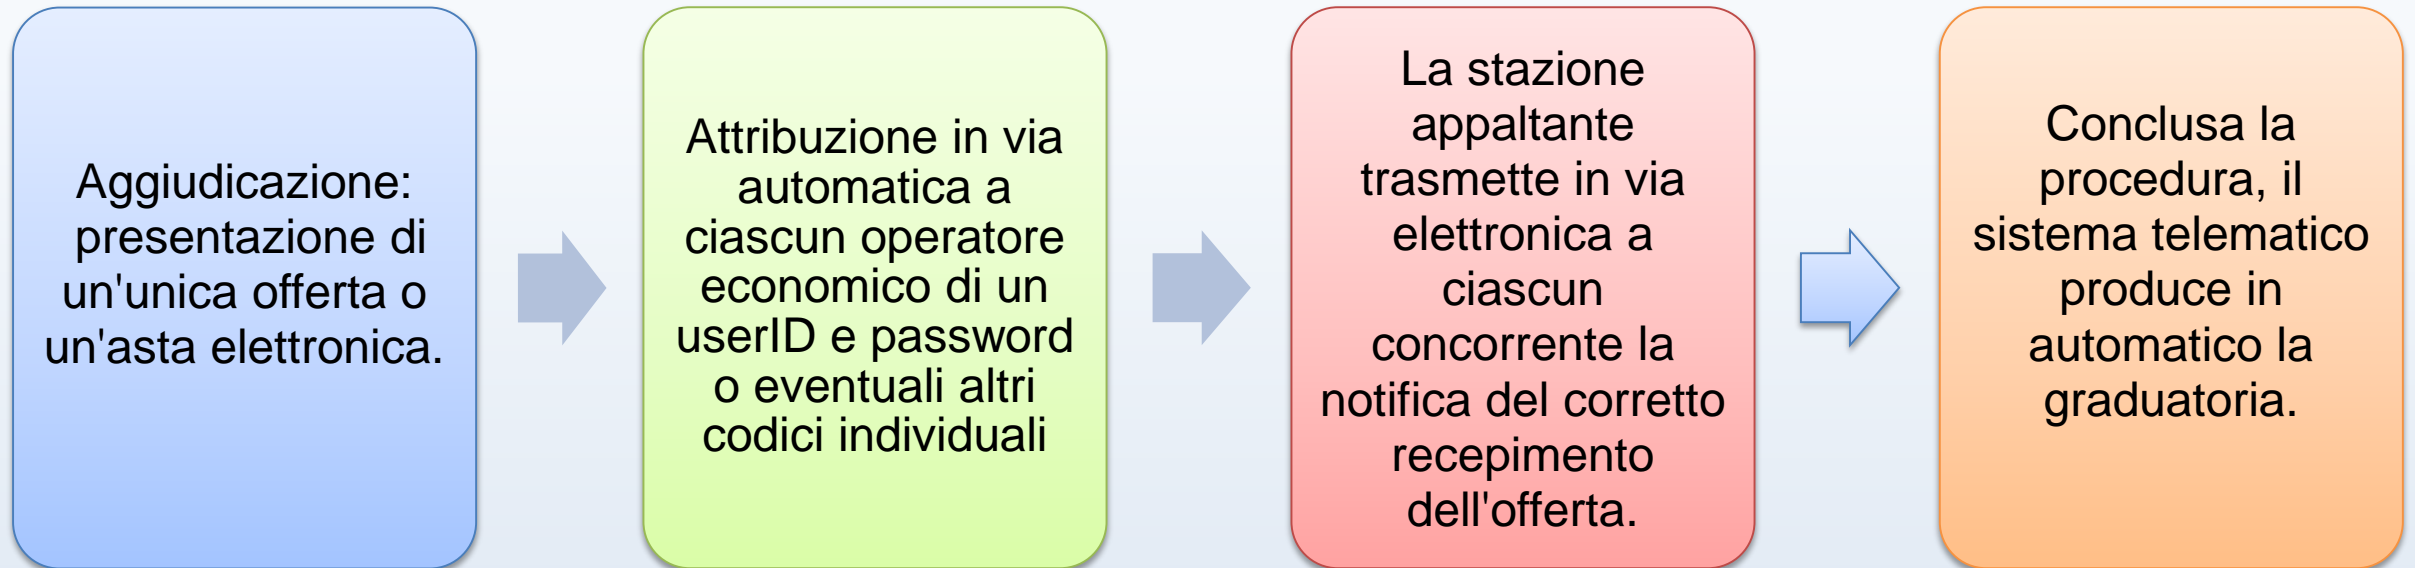 Aggiudicazione:
presentazione di
un'unica offerta o
un'asta elettronica.
Attribuzione in via
automatica a
ciascun operatore
economico di un
userID e password
o eventuali altri
codici individuali
La stazione
appaltante
trasmette in via
elettronica a
ciascun
concorrente la
notifica del corretto
recepimento
dell'offerta.
Conclusa la
procedura, il
sistema telematico
produce in
automatico la
graduatoria.